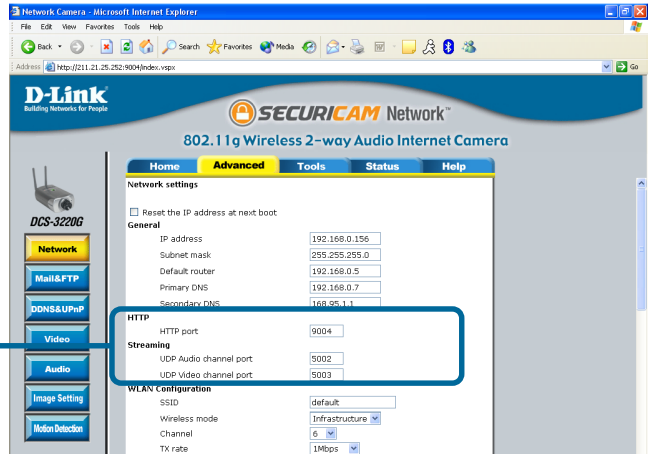 Network Camera - Microsoft Internet Explorer
File Edit View Favorites Tools Help
Back Search Favorites Media
Address http://211.21.25.252:9004/index.vspx Go
D-Link
Building Networks for People
SECURICAM Network™
802.11g Wireless 2-way Audio Internet Camera
Home Advanced Tools Status Help
DCS-3220G
Network
Mail&FTP
DDNS&UPnP
Video
Audio
Image Setting
Motion Detection
Network settings
Reset the IP address at next boot
General
IP address 192.168.0.156
Subnet mask 255.255.255.0
Default router 192.168.0.5
Primary DNS 192.168.0.7
Secondary DNS 168.95.1.1
HTTP
HTTP port 9004
Streaming
UDP Audio channel port 5002
UDP Video channel port 5003
WLAN Configuration
SSID default
Wireless mode Infrastructure
Channel 6
TX rate 1Mbps